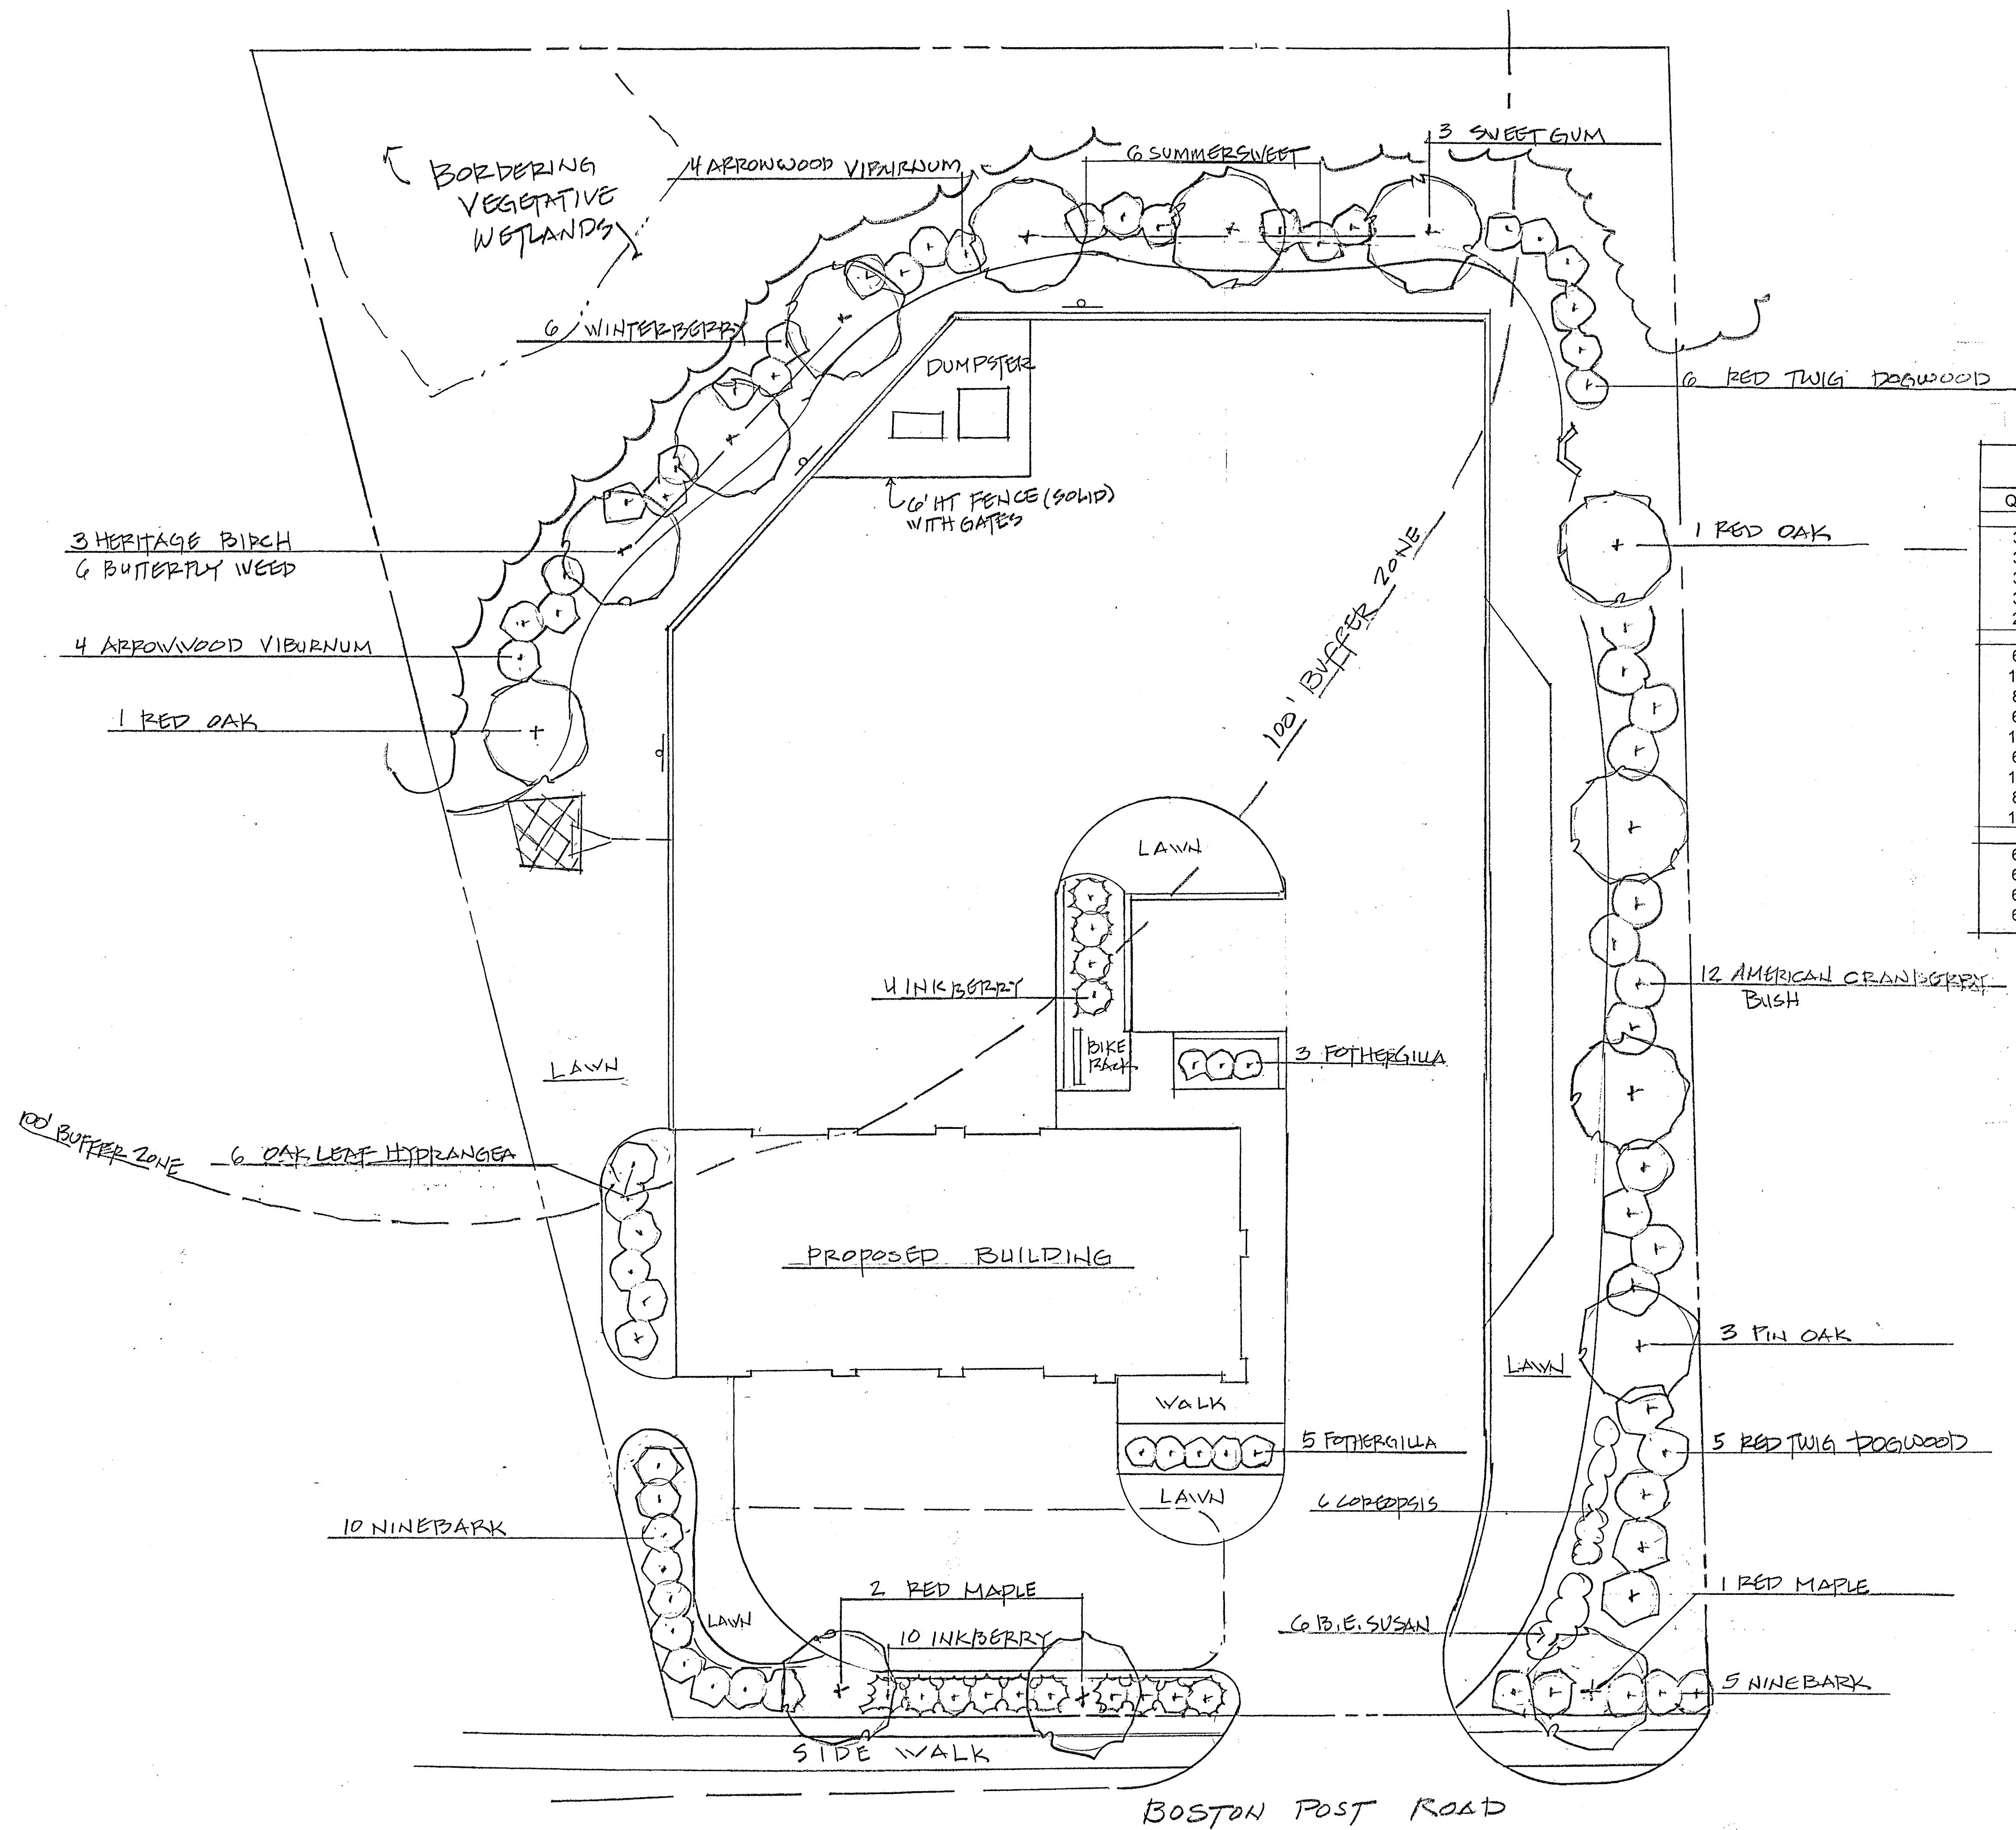 3 SWEET GUM
6 SUMMERSWEET
4 ARROWWOOD VIBURNUM
BORDERING
VEGETATIVE
WETLANDS
6 WINTERBERRY
DUMPSTER
6 RED TWIG DOGWOOD
6' HT FENCE (SOLID)
WITH GATES
3 HERITAGE BIRCH
6 BUTTERFLY WEED
1 RED OAK
100' BUFFER ZONE
4 ARROWWOOD VIBURNUM
1 RED OAK
LAWN
4 INKBERRY
12 AMERICAN CRANBERRY
BUSH
BIKE
RACK
3 FOTHERGILLA
LAWN
100' BUFFER ZONE
6 OAK LEAF HYDRANGEA
PROPOSED BUILDING
3 PIN OAK
LAWN
WALK
5 FOTHERGILLA
5 RED TWIG DOGWOOD
LAWN
6 COREOPSIS
10 NINEBARK
2 RED MAPLE
1 RED MAPLE
LAWN
10 INKBERRY
6 B.E. SUSAN
5 NINEBARK
SIDE WALK
BOSTON POST ROAD